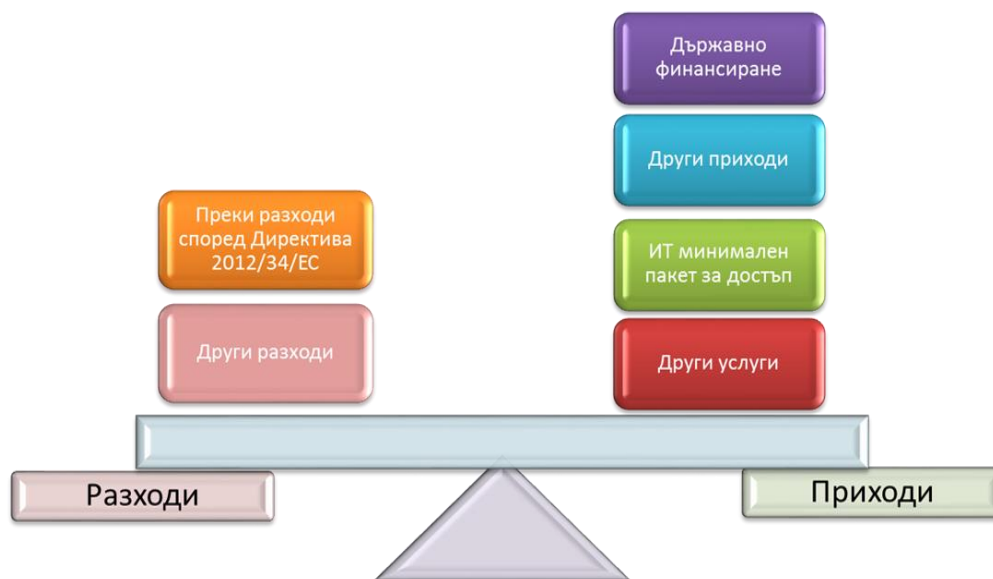 Държавно
финансиране
Други приходи
Преки разходи
според Директива
2012/34/ЕС
ИТ минимален
пакет за достъп
Други разходи
Други услуги
Разходи
Приходи